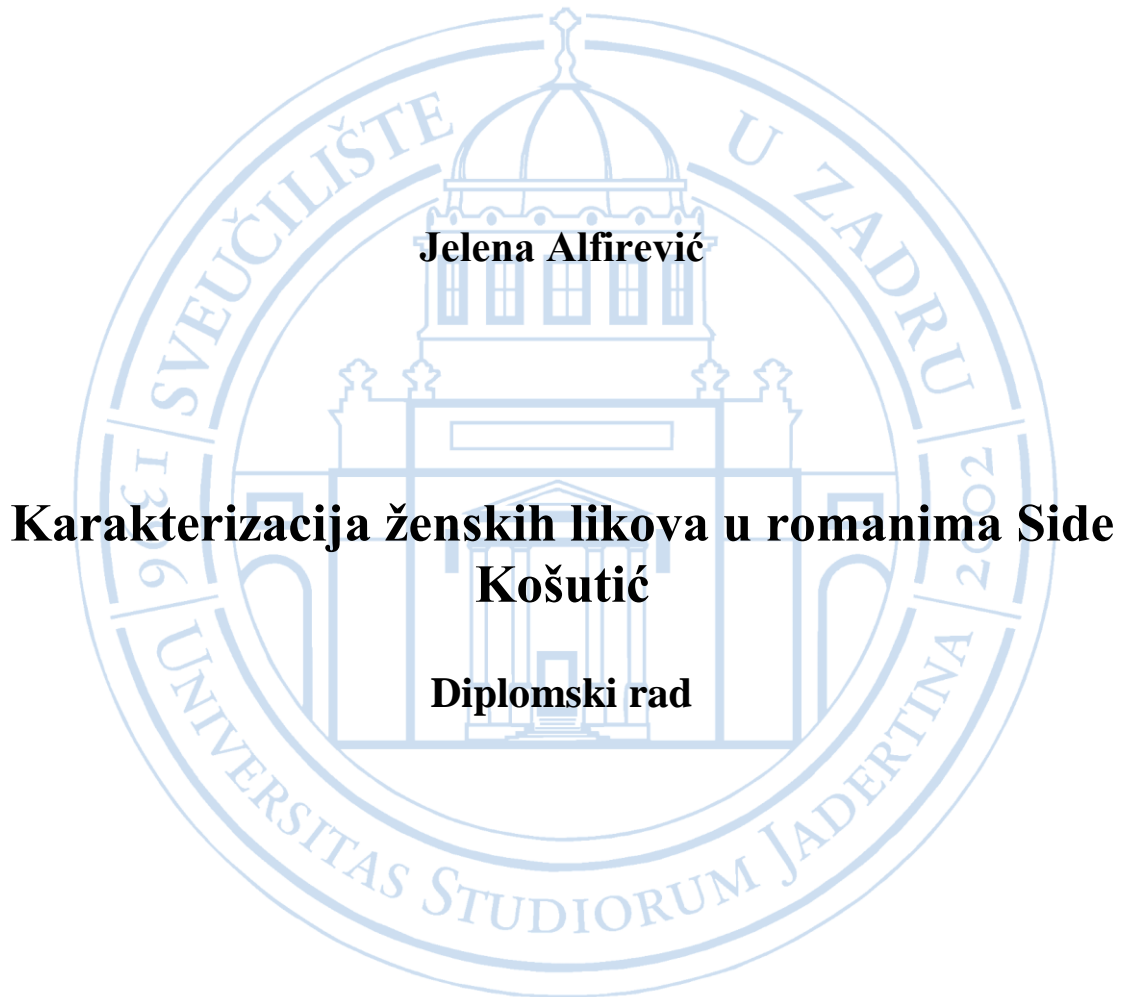 SVEUČILIŠTE U ZADRU
Jelena Alfirević
1396
2002
Karakterizacija ženskih likova u romanima Side
Košutić
Diplomski rad
UNIVERSITAS STUDIORUM JADERTINA